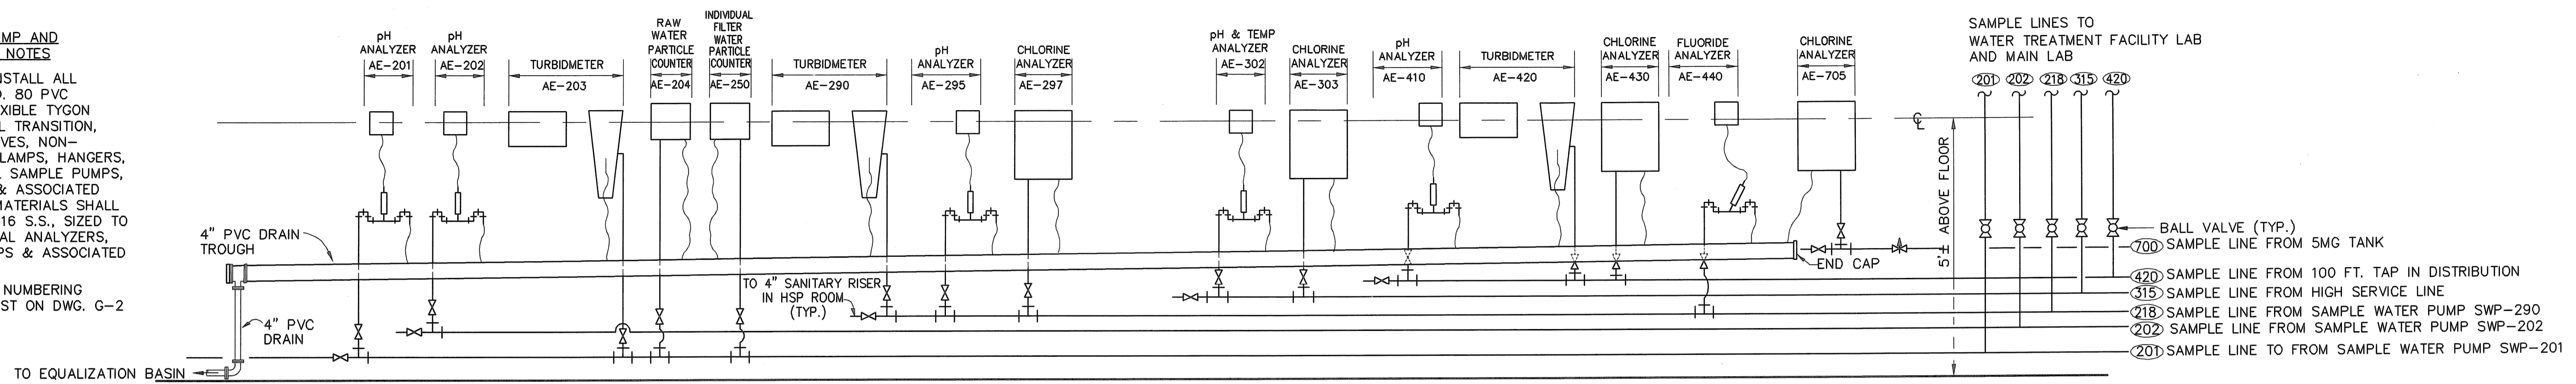 MP AND
NOTES
NSTALL ALL
. 80 PVC
EXIBLE TYGON
L TRANSITION,
VES, NON-
LAMPS, HANGERS,
SAMPLE PUMPS,
& ASSOCIATED
MATERIALS SHALL
16 S.S., SIZED TO
AL ANALYZERS,
PS & ASSOCIATED
NUMBERING
ST ON DWG. G-2
pH
ANALYZER
AE-201
pH
ANALYZER
AE-202
TURBIDMETER
AE-203
RAW
WATER
PARTICLE
COUNTER
AE-204
INDIVIDUAL
FILTER
WATER
PARTICLE
COUNTER
AE-250
TURBIDMETER
AE-290
pH
ANALYZER
AE-295
CHLORINE
ANALYZER
AE-297
pH & TEMP
ANALYZER
AE-302
CHLORINE
ANALYZER
AE-303
pH
ANALYZER
AE-410
TURBIDMETER
AE-420
CHLORINE
ANALYZER
AE-430
FLUORIDE
ANALYZER
AE-440
CHLORINE
ANALYZER
AE-705
SAMPLE LINES TO
WATER TREATMENT FACILITY LAB
AND MAIN LAB
201 202 218 315 420
4" PVC DRAIN
TROUGH
4" PVC
DRAIN
TO EQUALIZATION BASIN
TO 4" SANITARY RISER
IN HSP ROOM
(TYP.)
END CAP
5'± ABOVE FLOOR
BALL VALVE (TYP.)
700 SAMPLE LINE FROM 5MG TANK
420 SAMPLE LINE FROM 100 FT. TAP IN DISTRIBUTION
315 SAMPLE LINE FROM HIGH SERVICE LINE
218 SAMPLE LINE FROM SAMPLE WATER PUMP SWP-290
202 SAMPLE LINE FROM SAMPLE WATER PUMP SWP-202
201 SAMPLE LINE TO FROM SAMPLE WATER PUMP SWP-201